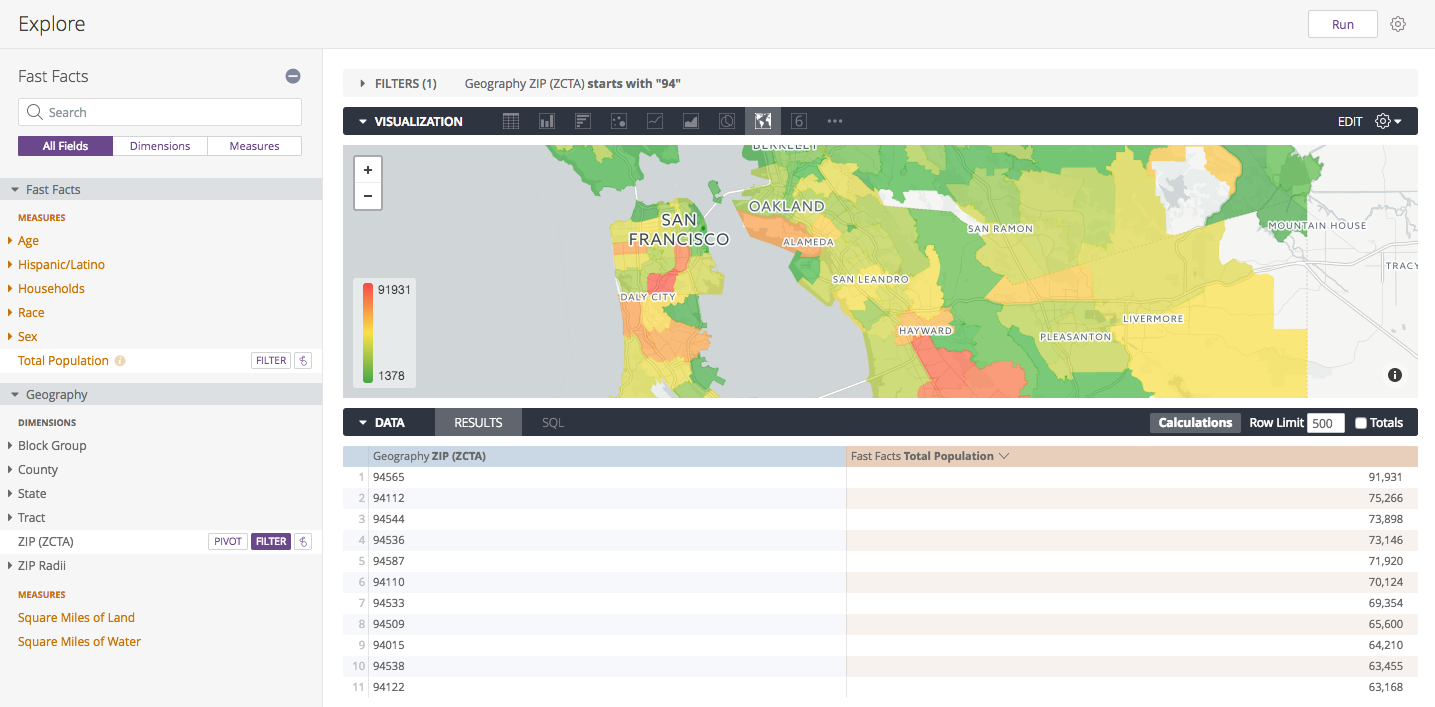 Explore
Run
Fast Facts
Search
All Fields Dimensions Measures
Fast Facts
MEASURES
Age
Hispanic/Latino
Households
Race
Sex
Total Population FILTER
Geography
DIMENSIONS
Block Group
County
State
Tract
ZIP (ZCTA) PIVOT FILTER
ZIP Radii
MEASURES
Square Miles of Land
Square Miles of Water
FILTERS (1) Geography ZIP (ZCTA) starts with "94"
VISUALIZATION 6 EDIT
+
−
BERKELEY
OAKLAND
SAN
FRANCISCO
ALAMEDA
SAN RAMON
MOUNTAIN HOUSE
TRACY
SAN LEANDRO
DALY CITY
LIVERMORE
HAYWARD
PLEASANTON
91931
1378
DATA RESULTS SQL Calculations Row Limit 500 Totals
Geography ZIP (ZCTA) Fast Facts Total Population
1 94565 91,931
2 94112 75,266
3 94544 73,898
4 94536 73,146
5 94587 71,920
6 94110 70,124
7 94533 69,354
8 94509 65,600
9 94015 64,210
10 94538 63,455
11 94122 63,168